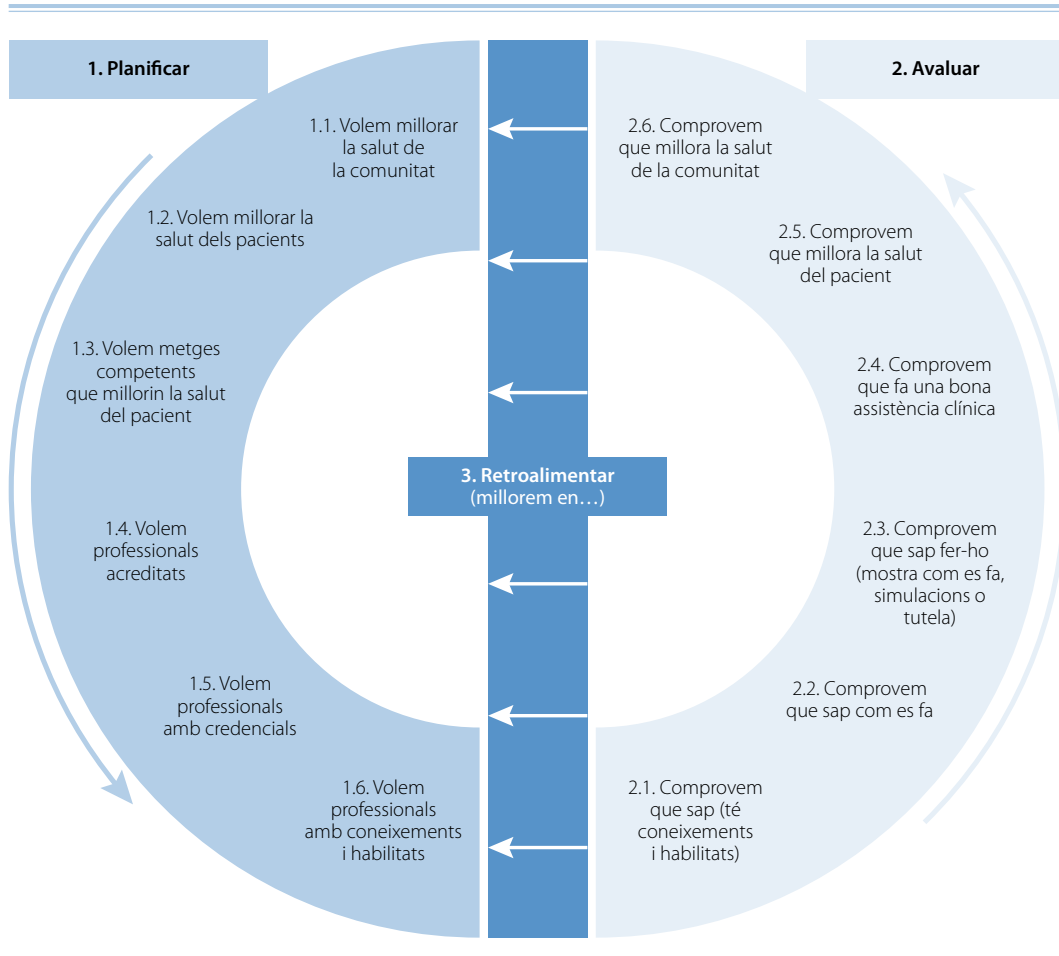 1. Planificar
1.1. Volem millorar
la salut de
la comunitat
1.2. Volem millorar la
salut dels pacients
1.3. Volem metges
competents
que millorin la salut
del pacient
1.4. Volem
professionals
acreditats
1.5. Volem
professionals
amb credencials
1.6. Volem
professionals
amb coneixements
i habilitats
3. Retroalimentar
(millorem en…)
2. Avaluar
2.6. Comprovem
que millora la salut
de la comunitat
2.5. Comprovem
que millora la salut
del pacient
2.4. Comprovem
que fa una bona
assistència clínica
2.3. Comprovem
que sap fer-ho
(mostra com es fa,
simulacions o
tutela)
2.2. Comprovem
que sap com es fa
2.1. Comprovem
que sap (té
coneixements
i habilitats)